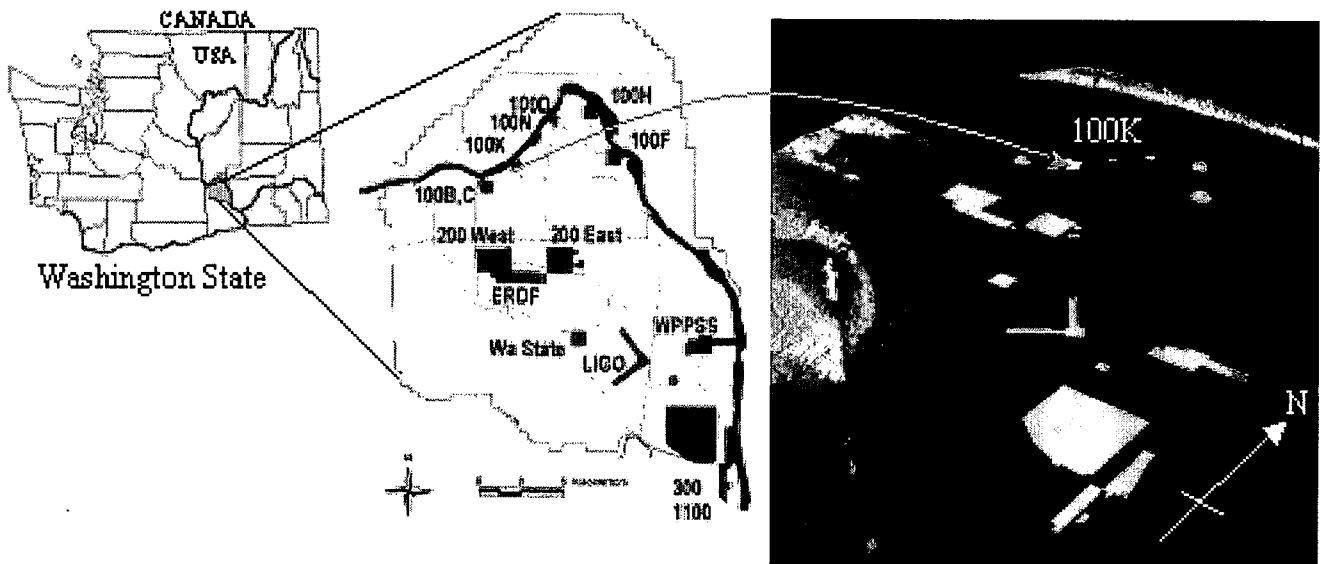 CANADA
USA
Washington State
100D
100H
100N
100K
100F
100B,C
200 West
200 East
ERDF
WPPSS
Wa State
LIGO
300
1100
100K
N